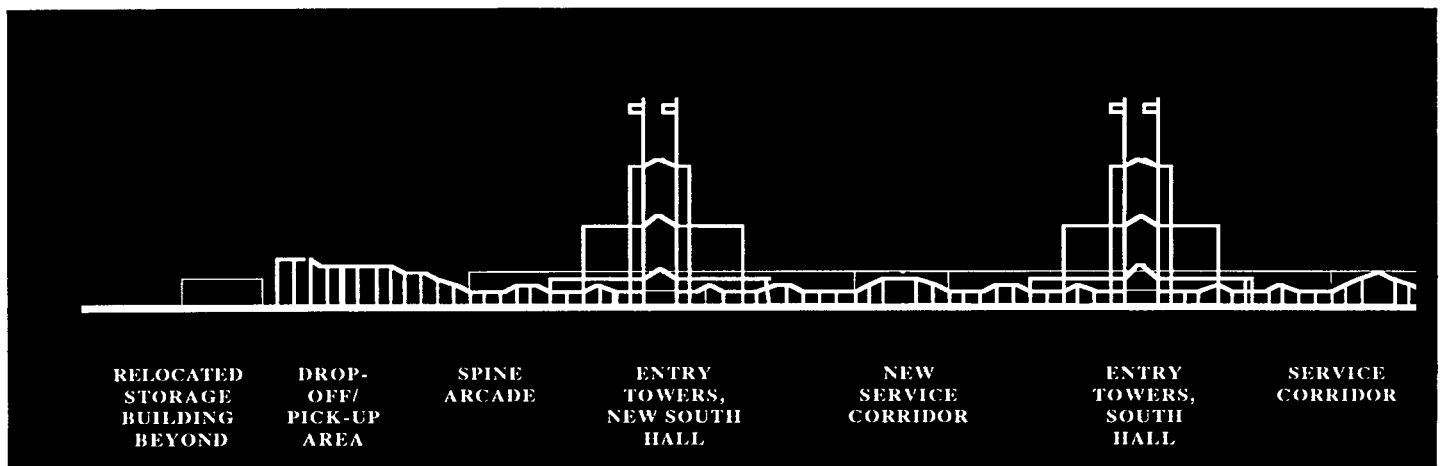 RELOCATED
STORAGE
BUILDING
BEYOND
DROP-
OFF/
PICK-UP
AREA
SPINE
ARCADE
ENTRY
TOWERS,
NEW SOUTH
HALL
NEW
SERVICE
CORRIDOR
ENTRY
TOWERS,
SOUTH
HALL
SERVICE
CORRIDOR